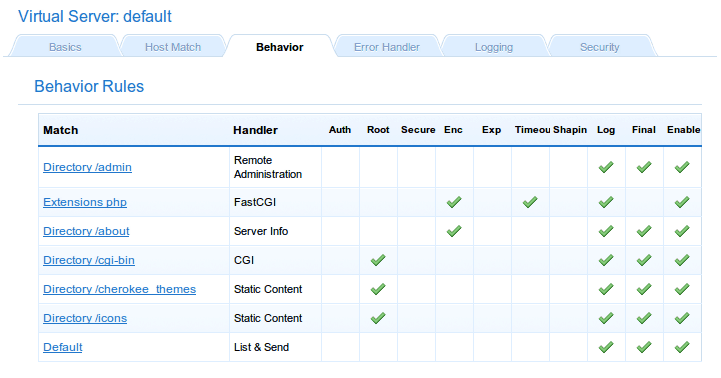 Virtual Server: default
Basics Host Match Behavior Error Handler Logging Security
Behavior Rules
Match Handler Auth Root Secure Enc Exp Timeou Shapin Log Final Enable
Directory /admin Remote
Administration
Extensions php FastCGI
Directory /about Server Info
Directory /cgi-bin CGI
Directory /cherokee_themes Static Content
Directory /icons Static Content
Default List & Send